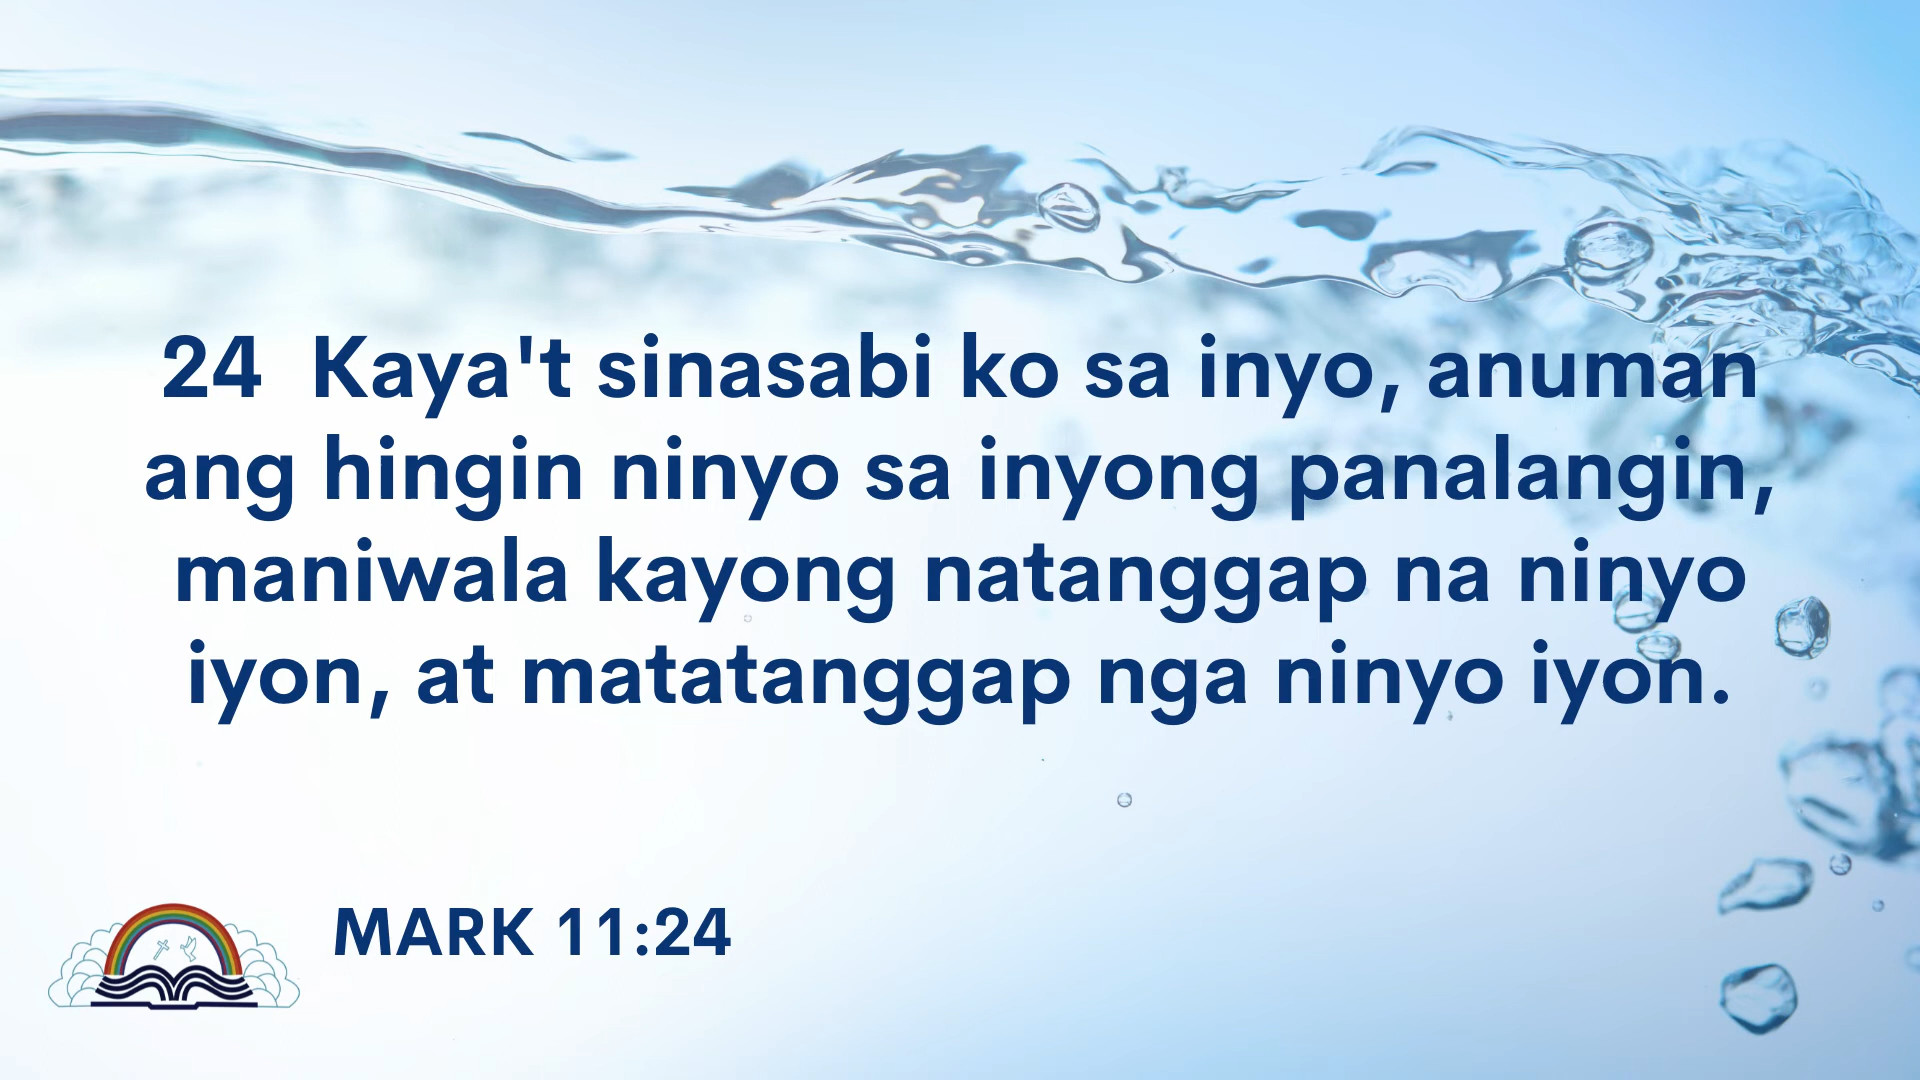 24  Kaya't sinasabi ko sa inyo, anuman
ang hingin ninyo sa inyong panalangin,
maniwala kayong natanggap na ninyo
iyon, at matatanggap nga ninyo iyon.
MARK 11:24